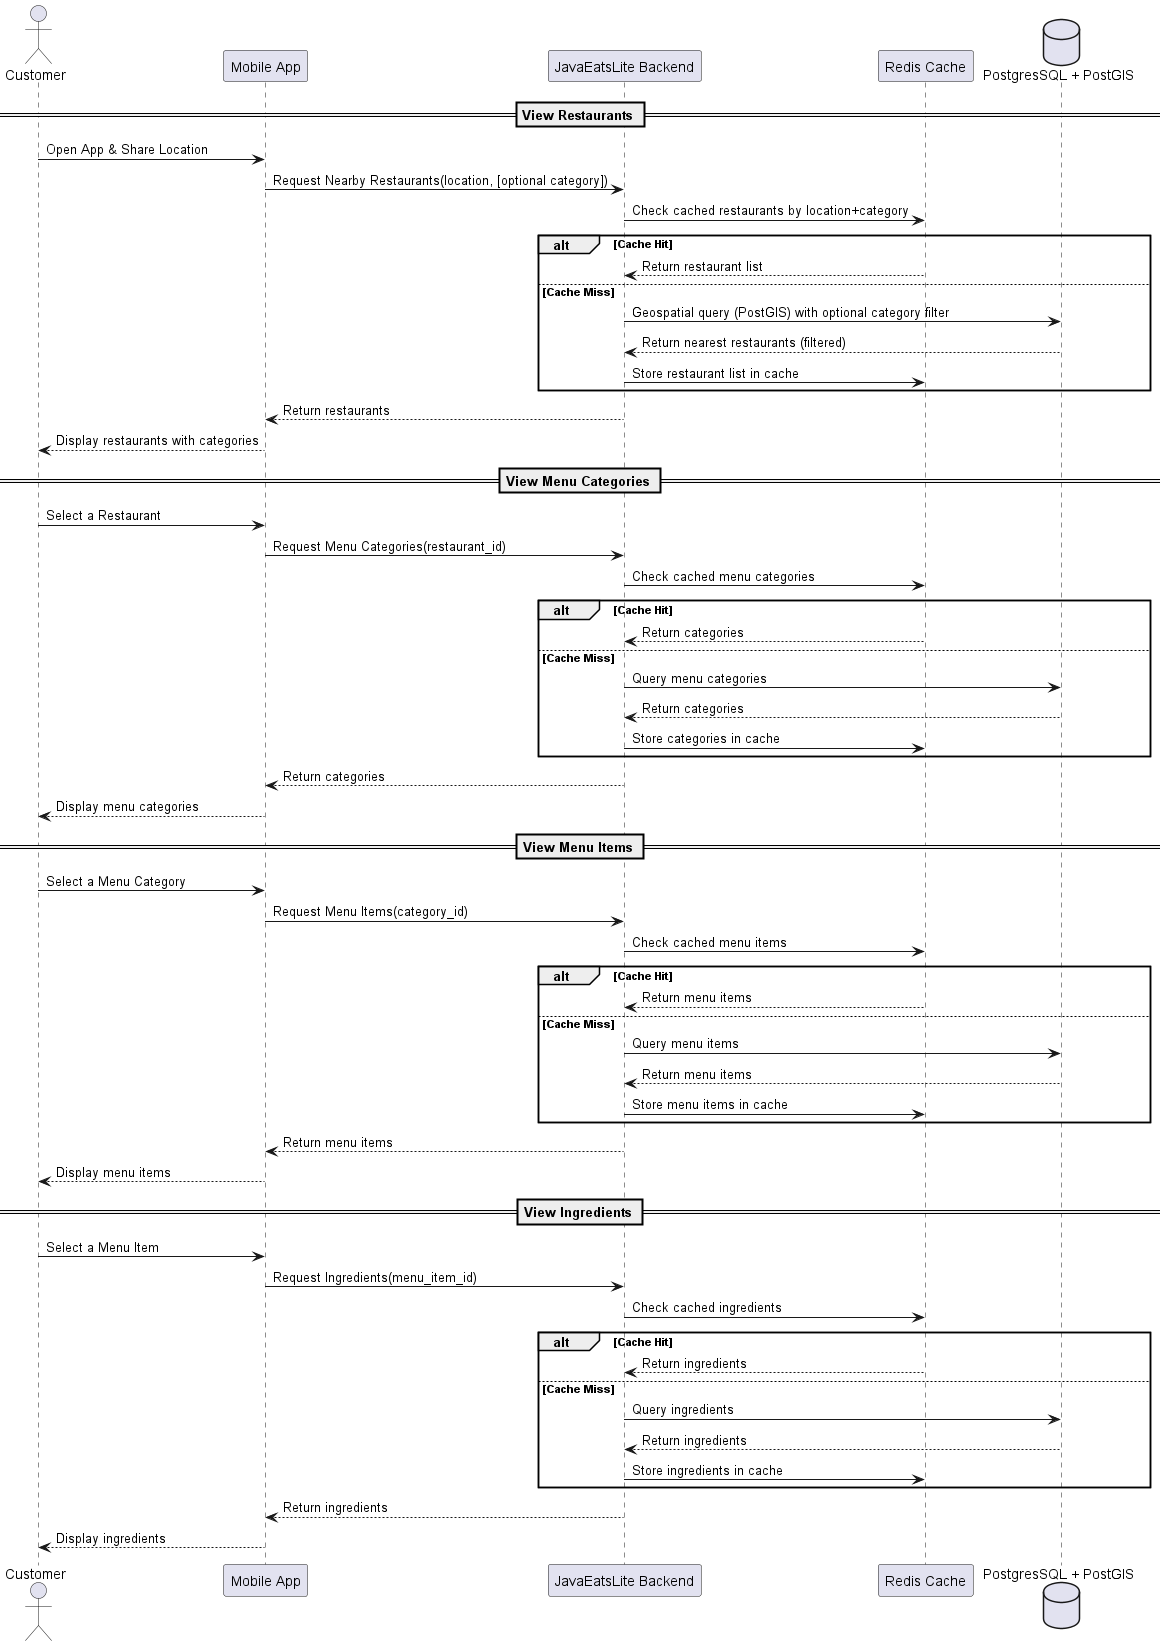 Customer
Mobile App
JavaEatsLite Backend
Redis Cache
PostgresSQL + PostGIS
View Restaurants
Open App & Share Location
Request Nearby Restaurants(location, [optional category])
Check cached restaurants by location+category
alt
[Cache Hit]
Return restaurant list
[Cache Miss]
Geospatial query (PostGIS) with optional category filter
Return nearest restaurants (filtered)
Store restaurant list in cache
Return restaurants
Display restaurants with categories
View Menu Categories
Select a Restaurant
Request Menu Categories(restaurant_id)
Check cached menu categories
alt
[Cache Hit]
Return categories
[Cache Miss]
Query menu categories
Return categories
Store categories in cache
Return categories
Display menu categories
View Menu Items
Select a Menu Category
Request Menu Items(category_id)
Check cached menu items
alt
[Cache Hit]
Return menu items
[Cache Miss]
Query menu items
Return menu items
Store menu items in cache
Return menu items
Display menu items
View Ingredients
Select a Menu Item
Request Ingredients(menu_item_id)
Check cached ingredients
alt
[Cache Hit]
Return ingredients
[Cache Miss]
Query ingredients
Return ingredients
Store ingredients in cache
Return ingredients
Display ingredients
Customer
Mobile App
JavaEatsLite Backend
Redis Cache
PostgresSQL + PostGIS